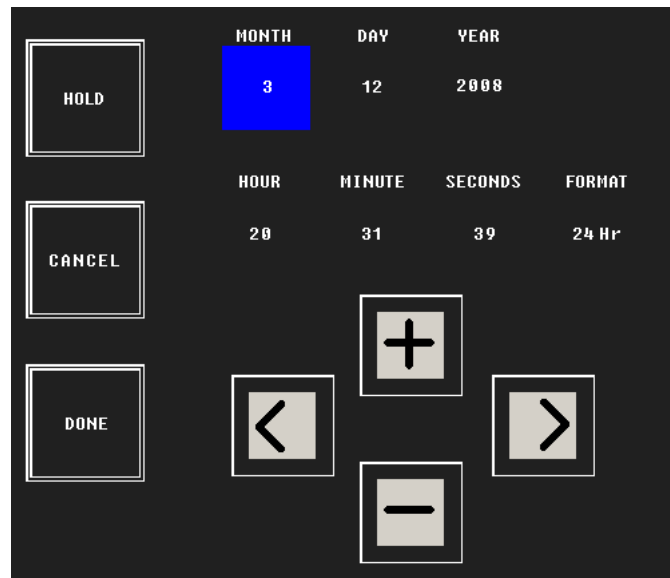 MONTH DAY YEAR
HOLD
3 12 2008
HOUR MINUTE SECONDS FORMAT
20 31 39 24 Hr
CANCEL
+
DONE
< >
−